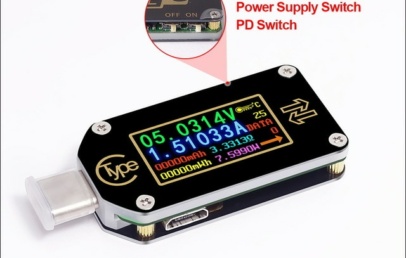 Power Supply Switch
PD Switch
OFF ON
05.0314V
°C
25
1.51033A
DATA
00000mAh 3.3313Ω
0
00000mWh 7.5990W
Type C